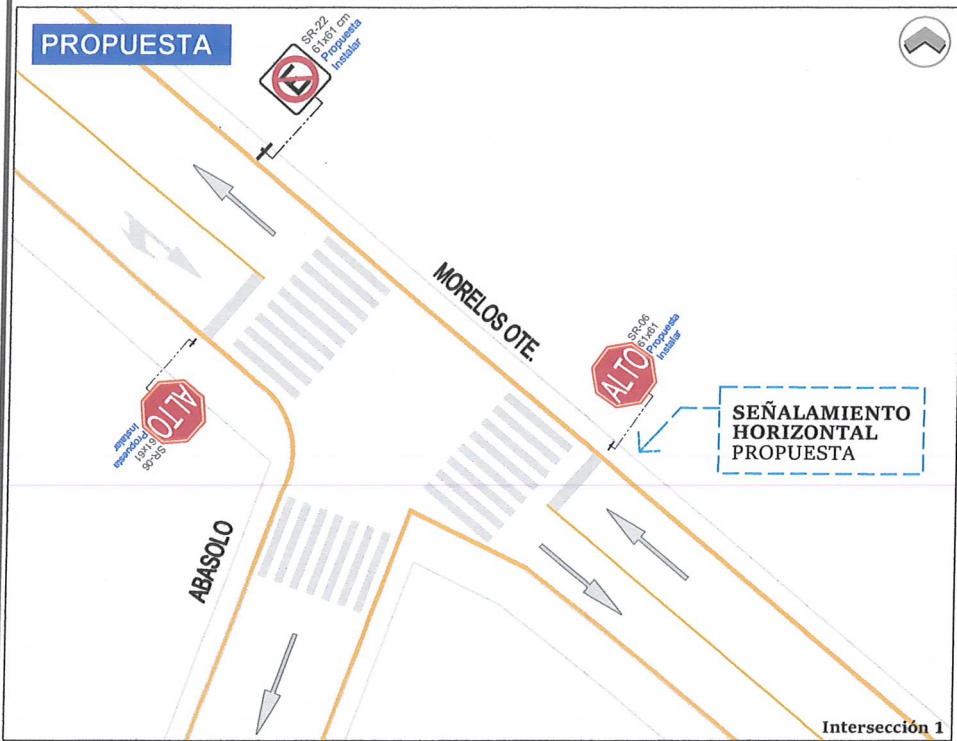 PROPUESTA
SR-22
61x61 cm
Propuesta
Instalar
E
MORELOS OTE.
SR-06
61x61
Propuesta
Instalar
ALTO
ALTO
SR-06
61x61
Propuesta
Instalar
SEÑALAMIENTO
HORIZONTAL
PROPUESTA
ABASOLO
Intersección 1